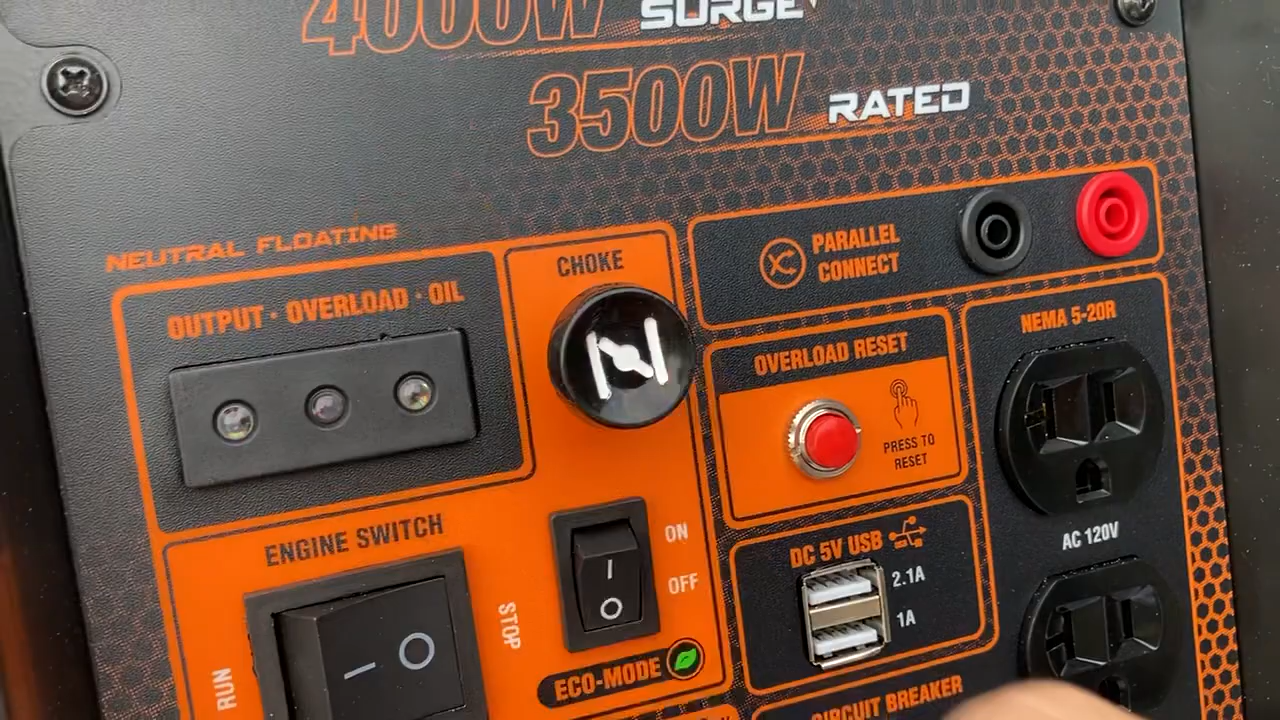 4000W SURGE
3500W RATED
NEUTRAL FLOATING
OUTPUT · OVERLOAD · OIL
CHOKE
PARALLEL
CONNECT
OVERLOAD RESET
PRESS TO
RESET
NEMA 5-20R
AC 120V
ENGINE SWITCH
RUN
STOP
ON
OFF
ECO-MODE
DC 5V USB
2.1A
1A
CIRCUIT BREAKER